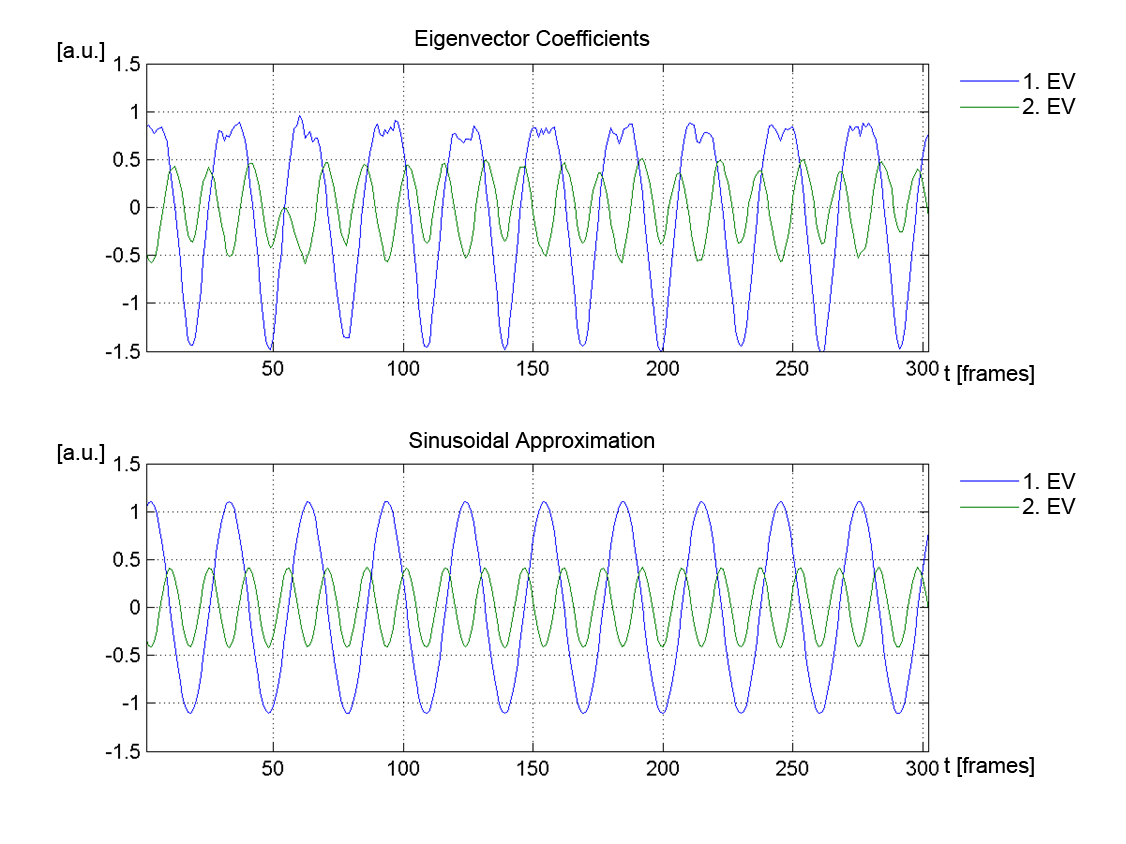 Eigenvector Coefficients
[a.u.]
1.5
1
0.5
0
-0.5
-1
-1.5
50 100 150 200 250 300 t [frames]
1. EV
2. EV
Sinusoidal Approximation
[a.u.]
1.5
1
0.5
0
-0.5
-1
-1.5
50 100 150 200 250 300 t [frames]
1. EV
2. EV